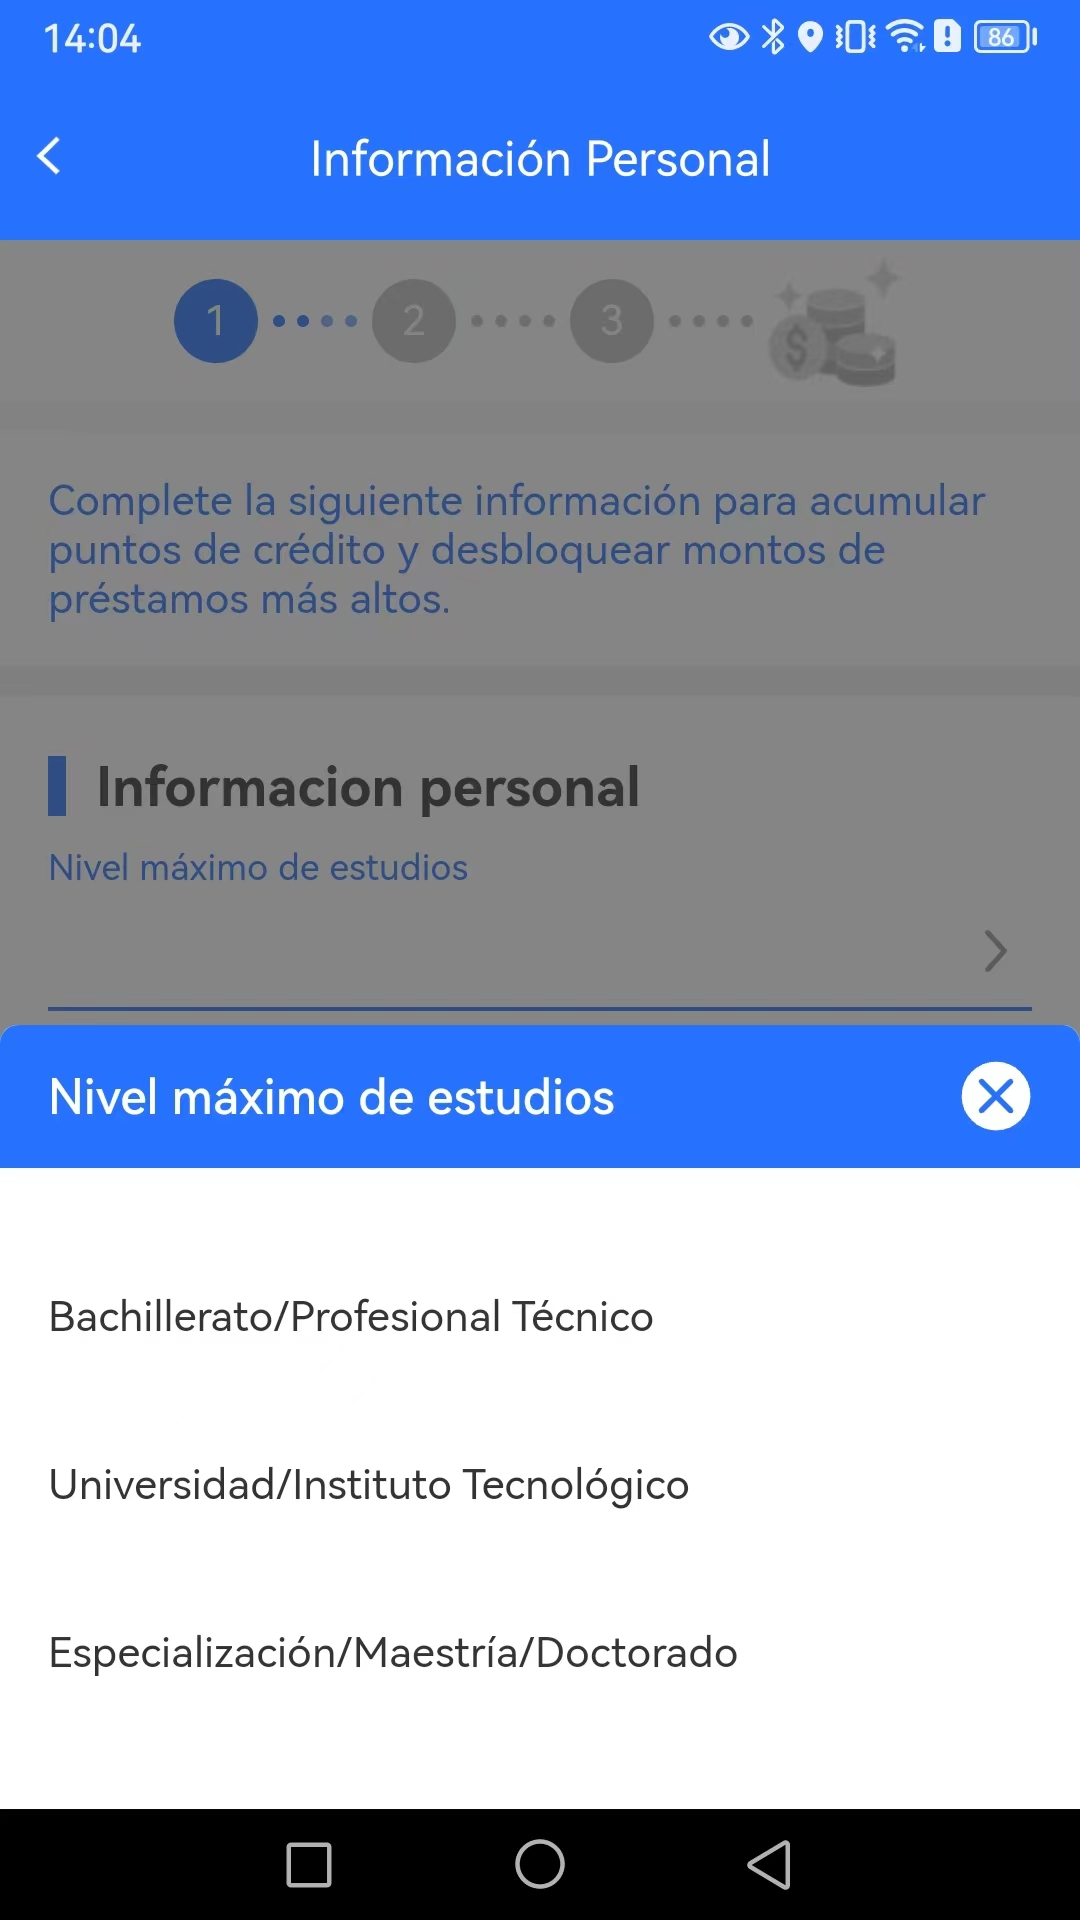 14:04
86
Información Personal
1
2
3
$
Complete la siguiente información para acumular
puntos de crédito y desbloquear montos de
préstamos más altos.
Informacion personal
Nivel máximo de estudios
Nivel máximo de estudios
Bachillerato/Profesional Técnico
Universidad/Instituto Tecnológico
Especialización/Maestría/Doctorado